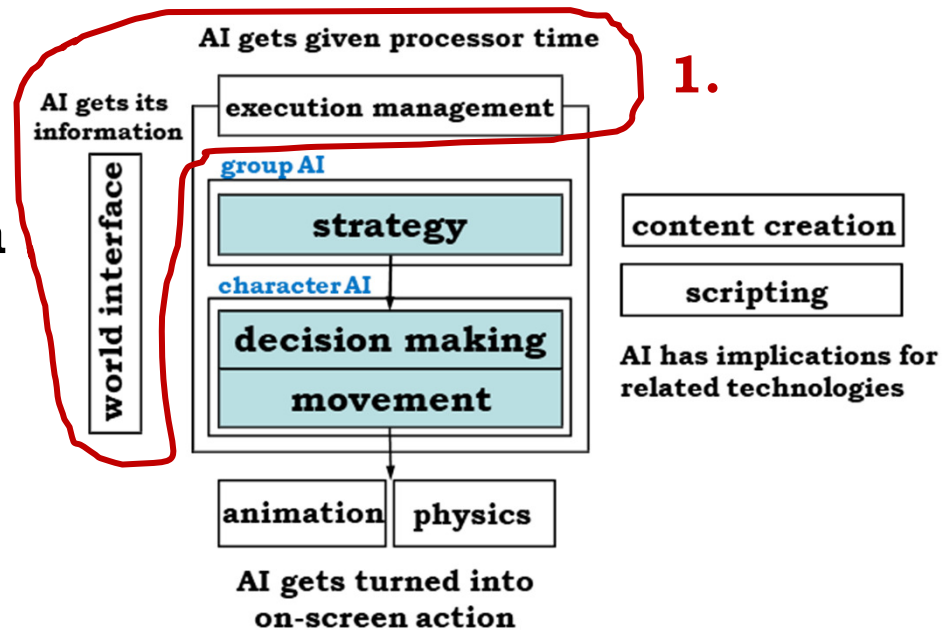 AI gets given processor time
1.
execution management
AI gets its
information
world interface
group AI
strategy
character AI
decision making
movement
content creation
scripting
AI has implications for
related technologies
animation
physics
AI gets turned into
on-screen action